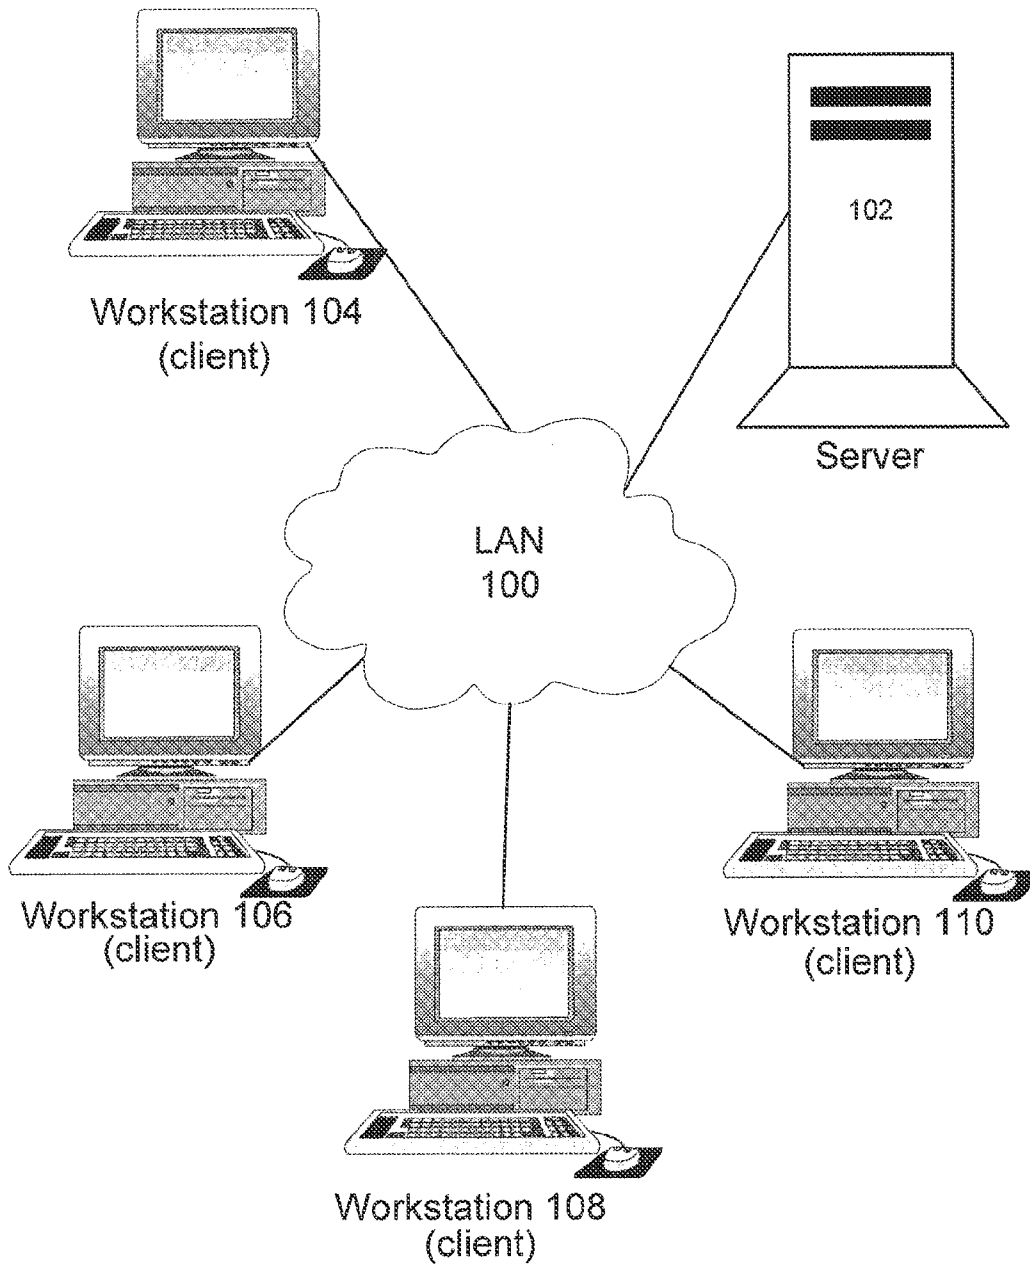 102
Workstation 104
(client)
Server
LAN
100
Workstation 106
(client)
Workstation 110
(client)
Workstation 108
(client)